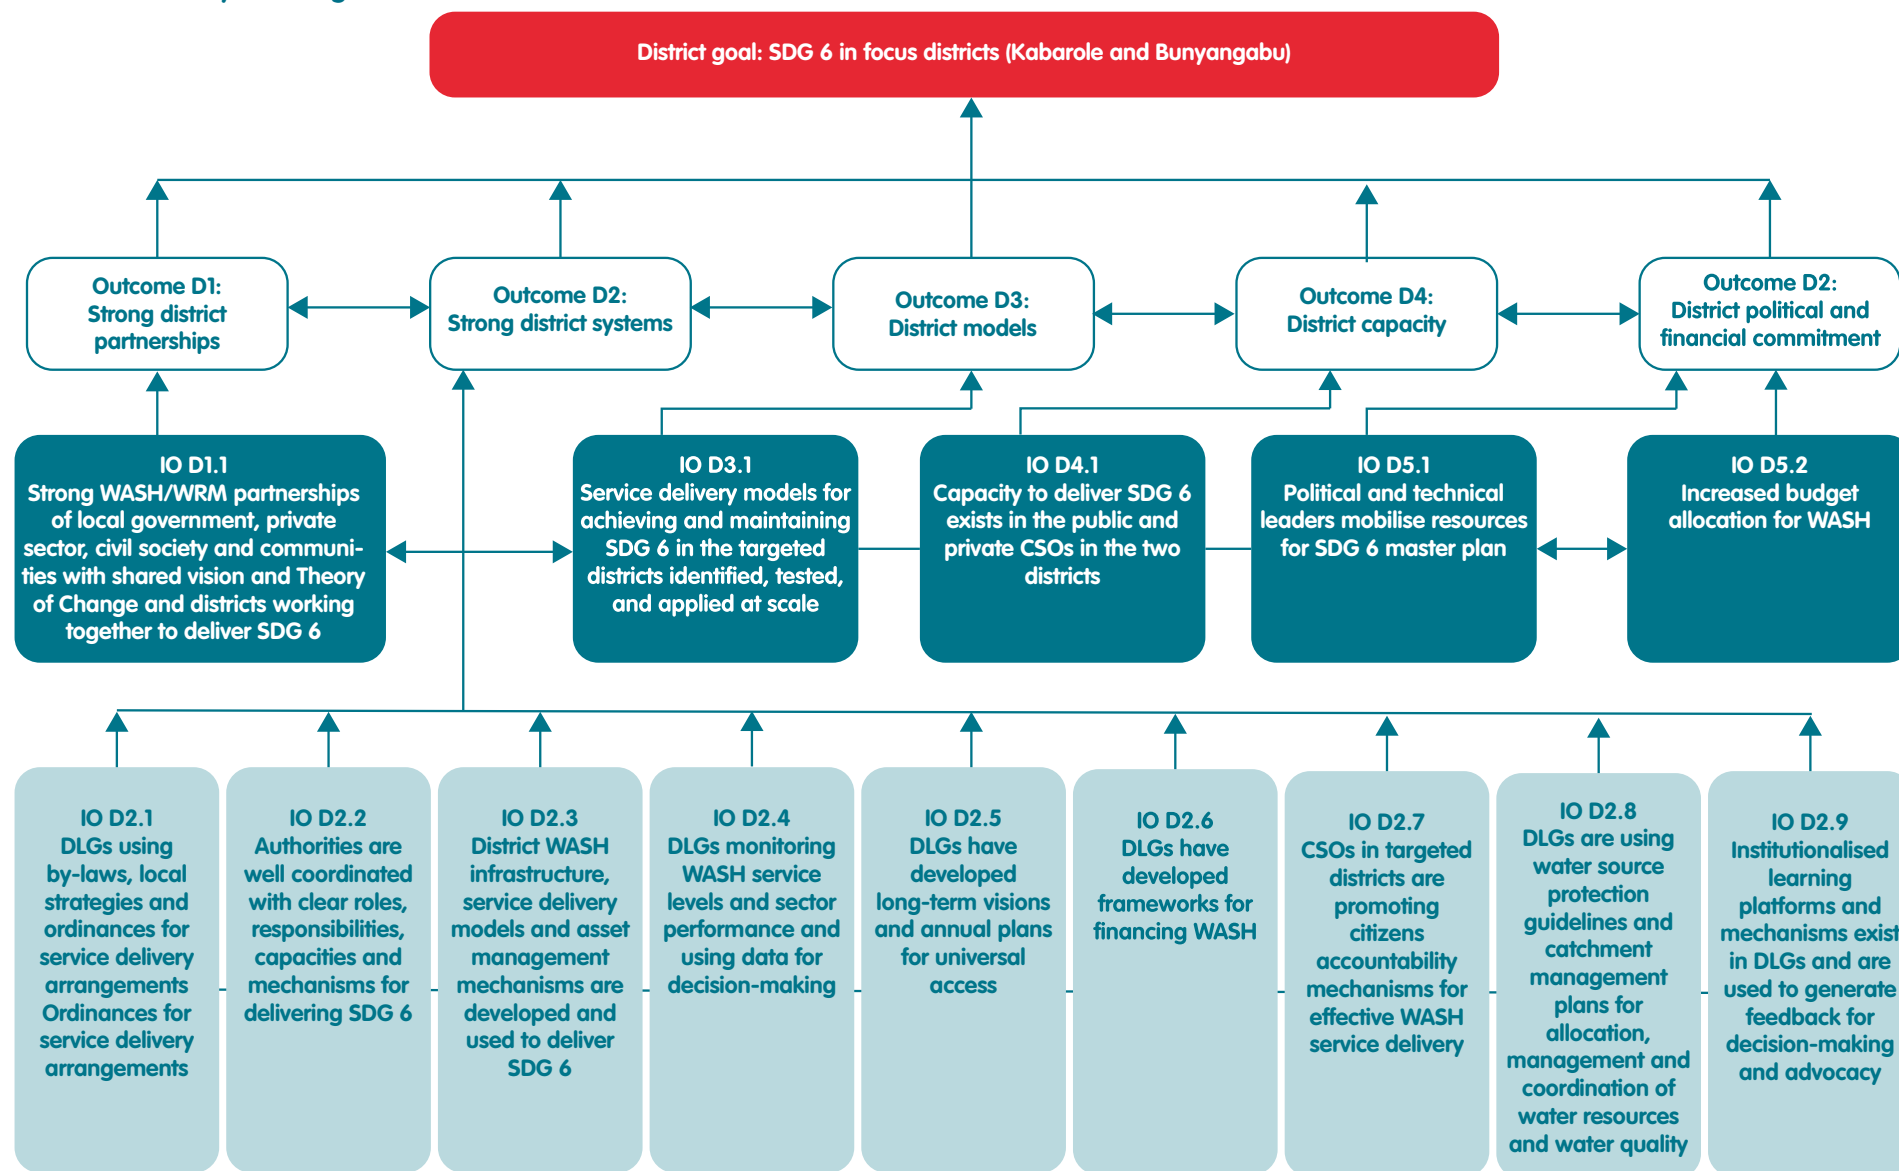 District goal: SDG 6 in focus districts (Kabarole and Bunyangabu)
Outcome D1:
Strong district
partnerships
Outcome D2:
Strong district systems
Outcome D3:
District models
Outcome D4:
District capacity
Outcome D2:
District political and
financial commitment
IO D1.1
Strong WASH/WRM partnerships
of local government, private
sector, civil society and communi-
ties with shared vision and Theory
of Change and districts working
together to deliver SDG 6
IO D3.1
Service delivery models for
achieving and maintaining
SDG 6 in the targeted
districts identified, tested,
and applied at scale
IO D4.1
Capacity to deliver SDG 6
exists in the public and
private CSOs in the two
districts
IO D5.1
Political and technical
leaders mobilise resources
for SDG 6 master plan
IO D5.2
Increased budget
allocation for WASH
IO D2.1
DLGs using
by-laws, local
strategies and
ordinances for
service delivery
arrangements
Ordinances for
service delivery
arrangements
IO D2.2
Authorities are
well coordinated
with clear roles,
responsibilities,
capacities and
mechanisms for
delivering SDG 6
IO D2.3
District WASH
infrastructure,
service delivery
models and asset
management
mechanisms are
developed and
used to deliver
SDG 6
IO D2.4
DLGs monitoring
WASH service
levels and sector
performance and
using data for
decision-making
IO D2.5
DLGs have
developed
long-term visions
and annual plans
for universal
access
IO D2.6
DLGs have
developed
frameworks for
financing WASH
IO D2.7
CSOs in targeted
districts are
promoting
citizens
accountability
mechanisms for
effective WASH
service delivery
IO D2.8
DLGs are using
water source
protection
guidelines and
catchment
management
plans for
allocation,
management and
coordination of
water resources
and water quality
IO D2.9
Institutionalised
learning
platforms and
mechanisms exist
in DLGs and are
used to generate
feedback for
decision-making
and advocacy